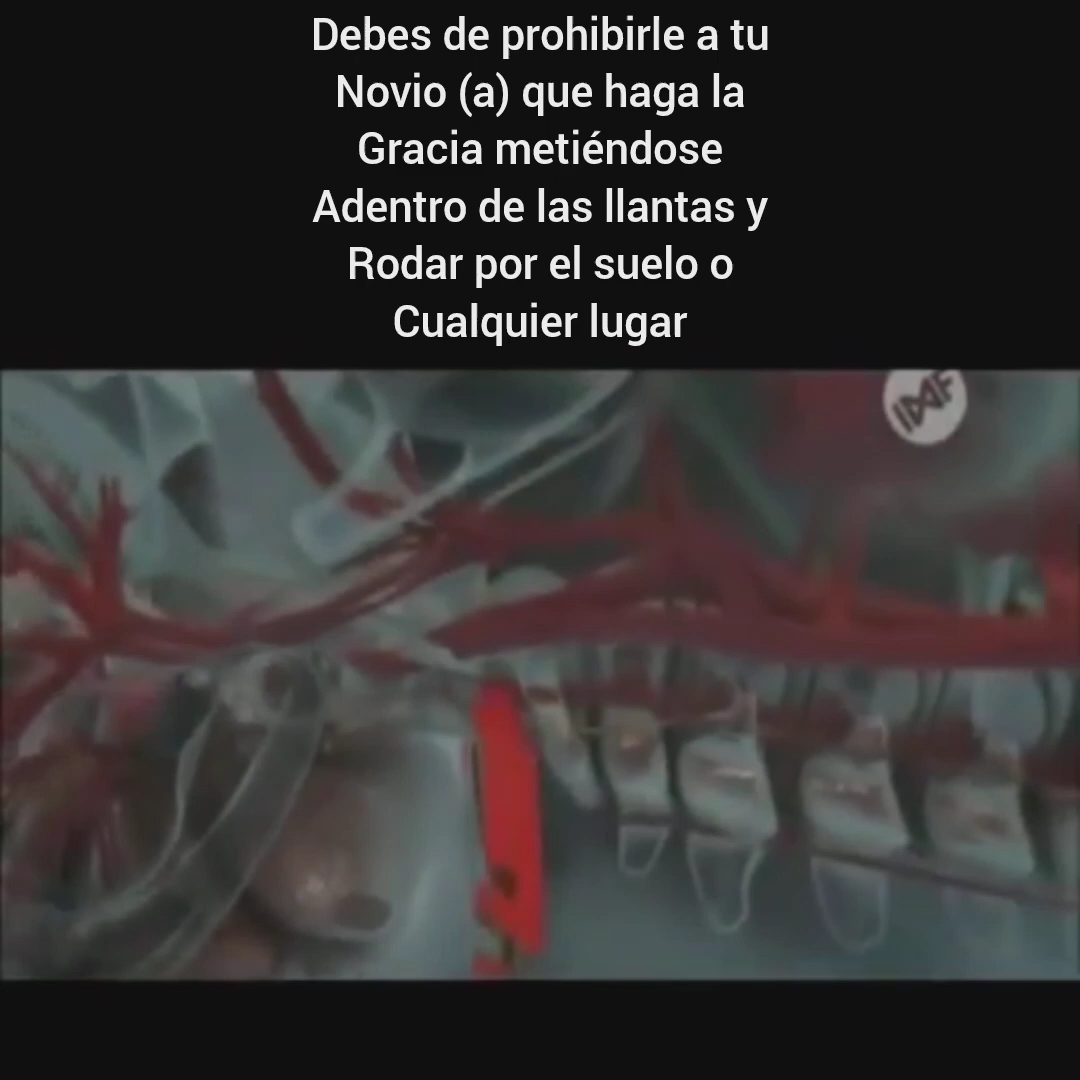 Debes de prohibirle a tu
Novio (a) que haga la
Gracia metiéndose
Adentro de las llantas y
Rodar por el suelo o
Cualquier lugar